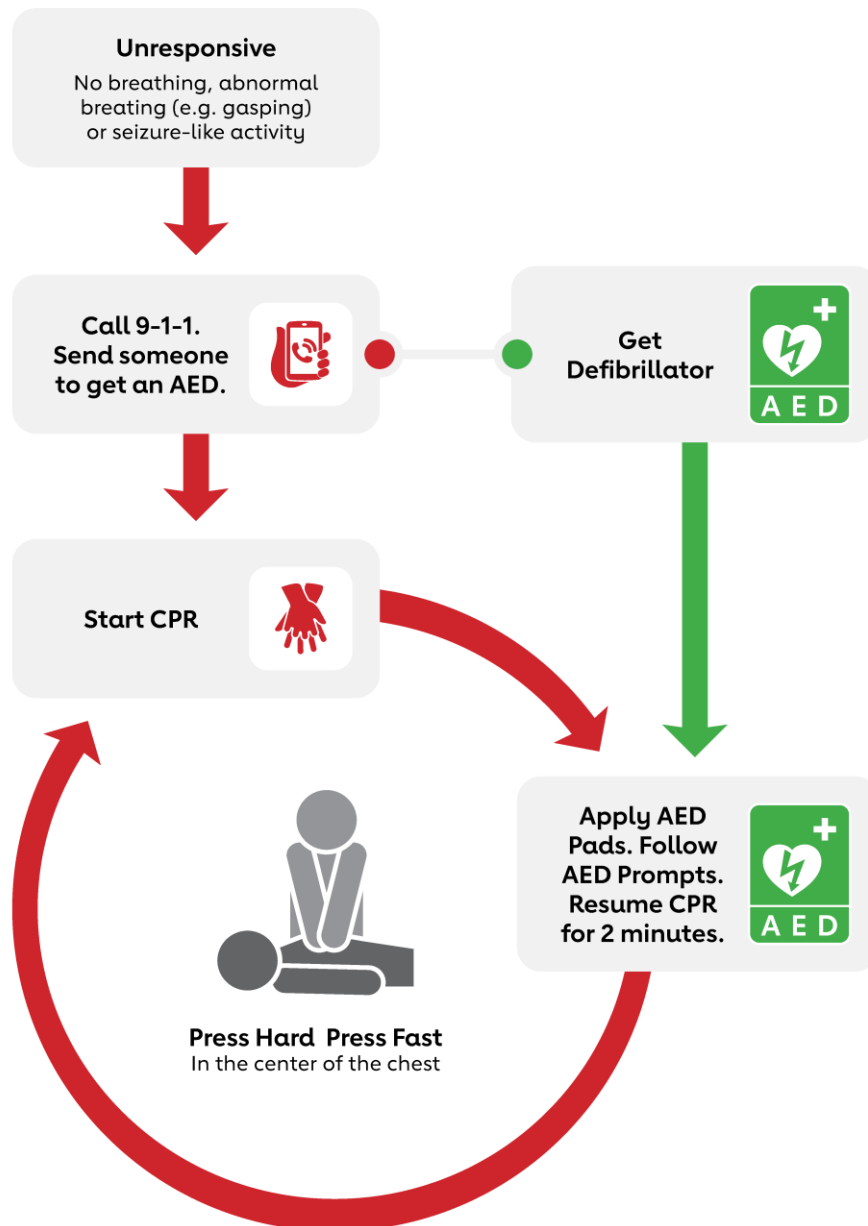 Unresponsive
No breathing, abnormal
breating (e.g. gasping)
or seizure-like activity
Call 9-1-1.
Send someone
to get an AED.
Get
Defibrillator
AED
Start CPR
Apply AED
Pads. Follow
AED Prompts.
Resume CPR
for 2 minutes.
AED
Press Hard Press Fast
In the center of the chest